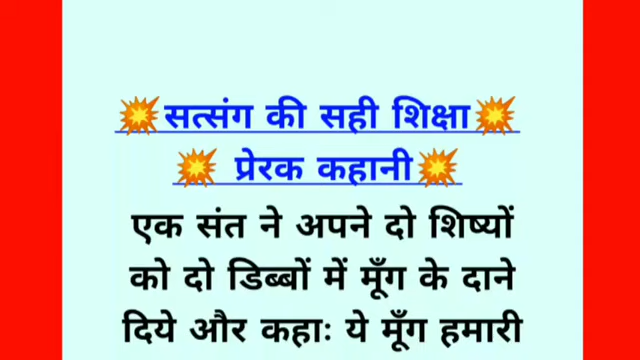 💥सत्संग की सही शिक्षा💥
💥 प्रेरक कहानी💥
एक संत ने अपने दो शिष्यों
को दो डिब्बों में मूँग के दाने
दिये और कहाः ये मूँग हमारी